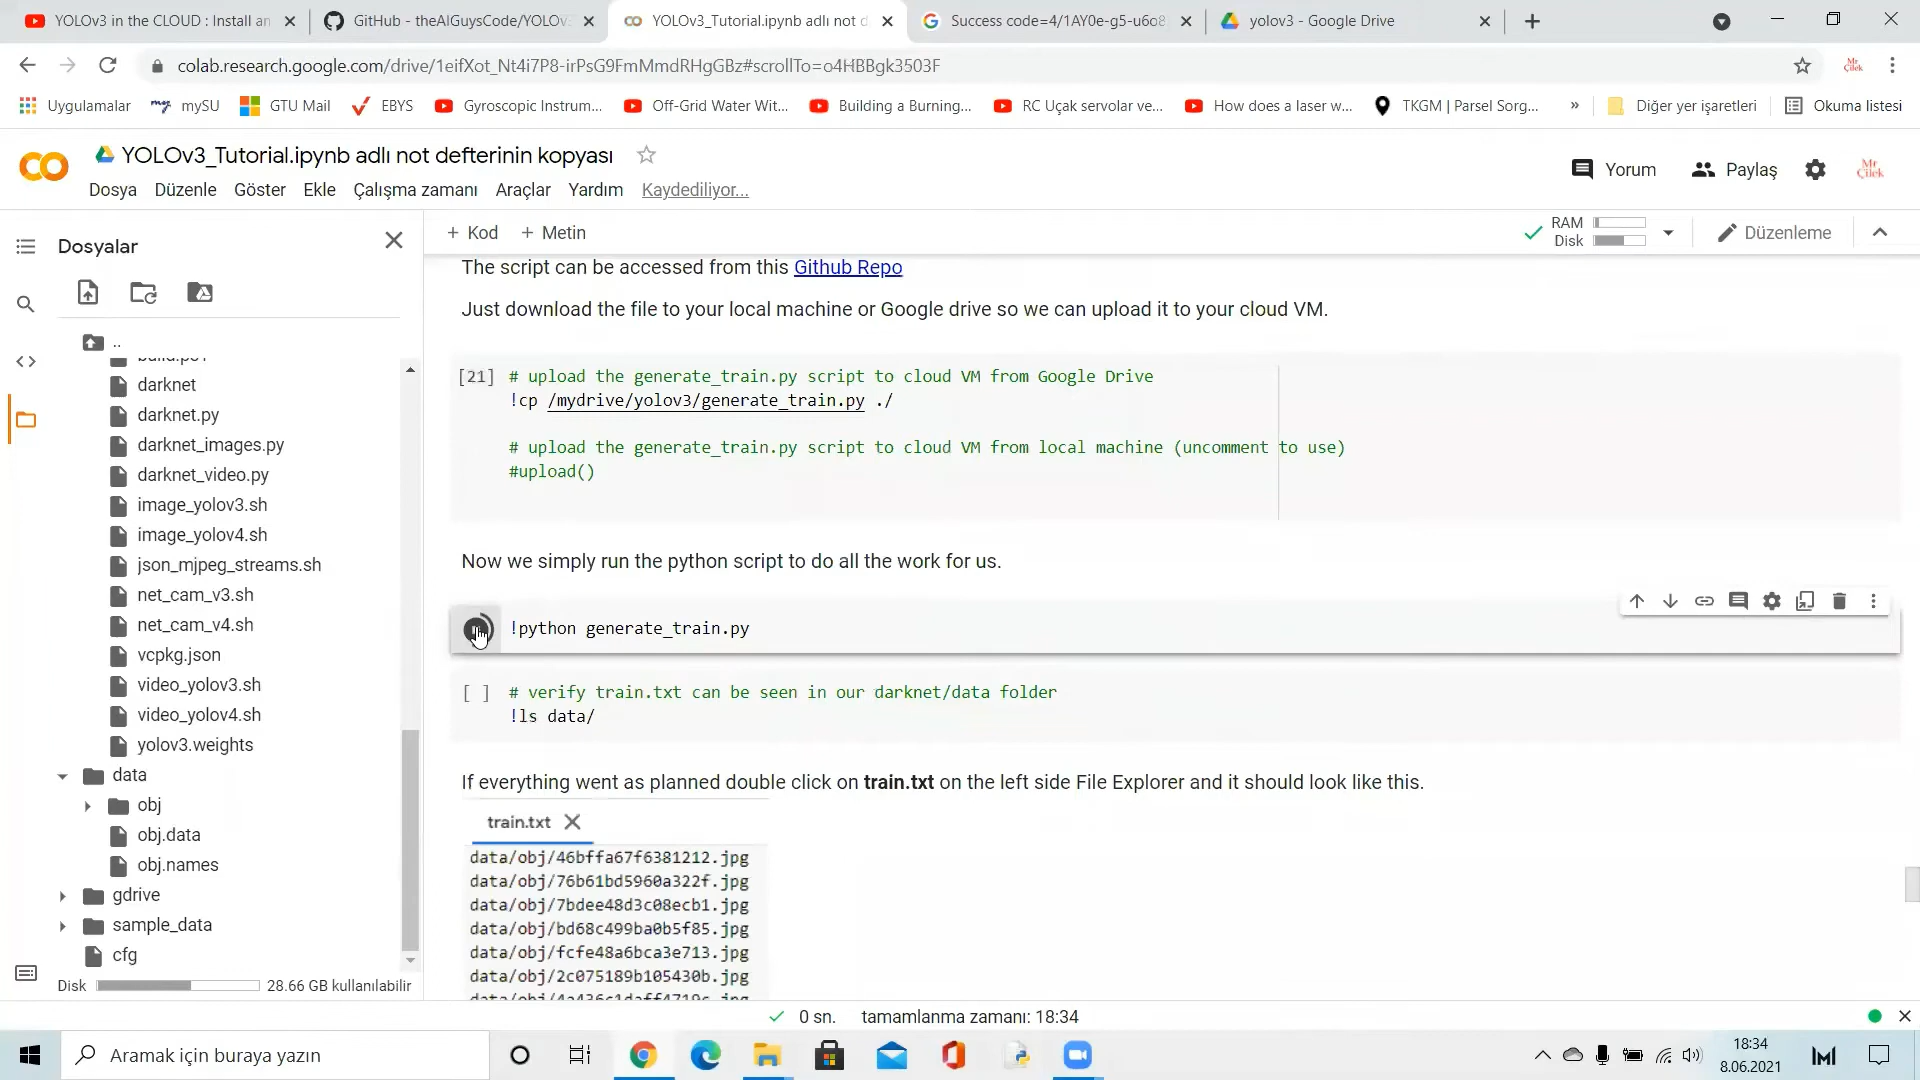 YOLOv3 in the CLOUD : Install an
GitHub - theAIGuysCode/YOLOv3
YOLOv3_Tutorial.ipynb adlı not d
Success code=4/1AY0e-g5-u6o8
yolov3 - Google Drive
colab.research.google.com/drive/1eifXot_Nt4i7P8-irPsG9FmMmdRHgGBz#scrollTo=o4HBBgk3503F
Uygulamalar
mySU
GTU Mail
EBYS
Gyroscopic Instrum...
Off-Grid Water Wit...
Building a Burning...
RC Uçak servolar ve...
How does a laser w...
TKGM | Parsel Sorg...
»
Diğer yer işaretleri
Okuma listesi
YOLOv3_Tutorial.ipynb adlı not defterinin kopyası
Dosya Düzenle Göster Ekle Çalışma zamanı Araçlar Yardım Kaydediliyor...
Yorum
Paylaş
Mr Çilek
Dosyalar
+ Kod + Metin
RAM
Disk
Düzenleme
..
darknet
darknet.py
darknet_images.py
darknet_video.py
image_yolov3.sh
image_yolov4.sh
json_mjpeg_streams.sh
net_cam_v3.sh
net_cam_v4.sh
vcpkg.json
video_yolov3.sh
video_yolov4.sh
yolov3.weights
data
obj
obj.data
obj.names
gdrive
sample_data
cfg
Disk 28.66 GB kullanılabilir
The script can be accessed from this Github Repo
Just download the file to your local machine or Google drive so we can upload it to your cloud VM.
[21] # upload the generate_train.py script to cloud VM from Google Drive
!cp /mydrive/yolov3/generate_train.py ./
# upload the generate_train.py script to cloud VM from local machine (uncomment to use)
#upload()
Now we simply run the python script to do all the work for us.
!python generate_train.py
[ ] # verify train.txt can be seen in our darknet/data folder
!ls data/
If everything went as planned double click on train.txt on the left side File Explorer and it should look like this.
train.txt
data/obj/46bffa67f6381212.jpg
data/obj/76b61bd5960a322f.jpg
data/obj/7bdee48d3c08ecb1.jpg
data/obj/bd68c499ba0b5f85.jpg
data/obj/fcfe48a6bca3e713.jpg
data/obj/2c075189b105430b.jpg
0 sn. tamamlanma zamanı: 18:34
Aramak için buraya yazın
18:34
8.06.2021